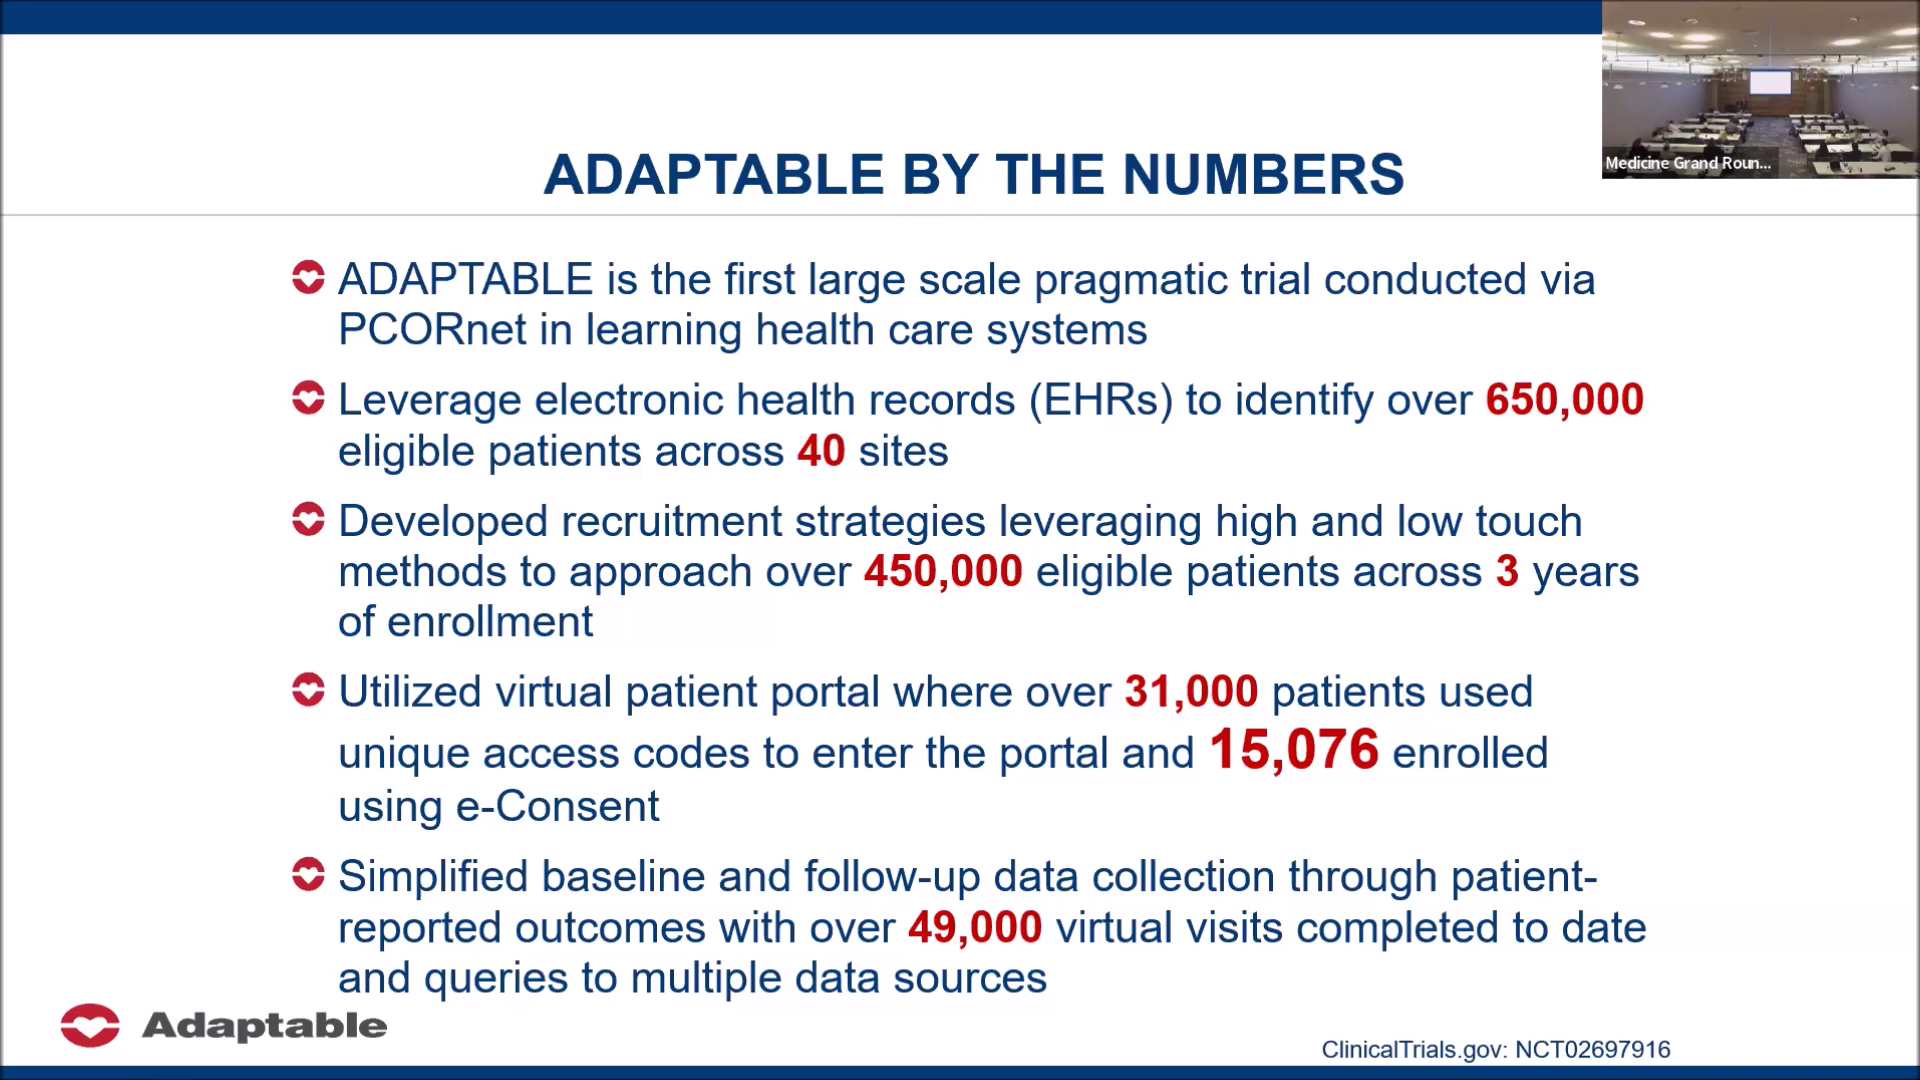 Medicine Grand Roun...
ADAPTABLE BY THE NUMBERS
ADAPTABLE is the first large scale pragmatic trial conducted via
PCORnet in learning health care systems
Leverage electronic health records (EHRs) to identify over 650,000
eligible patients across 40 sites
Developed recruitment strategies leveraging high and low touch
methods to approach over 450,000 eligible patients across 3 years
of enrollment
Utilized virtual patient portal where over 31,000 patients used
unique access codes to enter the portal and 15,076 enrolled
using e-Consent
Simplified baseline and follow-up data collection through patient-
reported outcomes with over 49,000 virtual visits completed to date
and queries to multiple data sources
Adaptable
ClinicalTrials.gov: NCT02697916